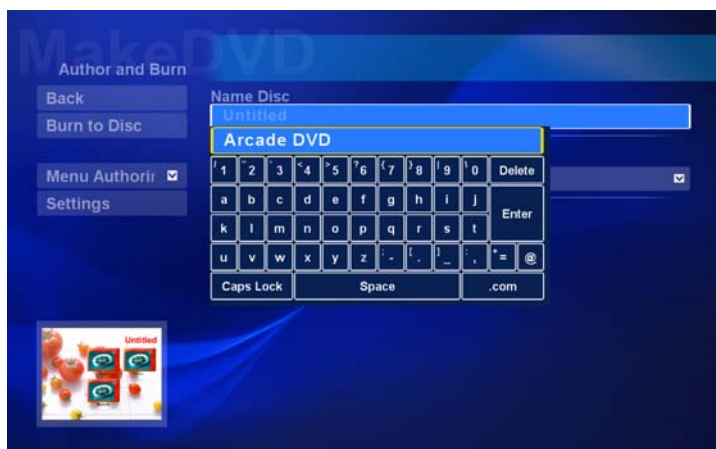 MakeDVD
Author and Burn
Back
Name Disc
Untitled
Burn to Disc
Arcade DVD
Menu Authorir
Settings
1 2 3 <4 >5 ?6 {7 }8 |9 \0 Delete
a b c d e f g h i j
Enter
k l m n o p q r s t
u v w x y z - [. ]_ , += @
Caps Lock Space .com
Untitled